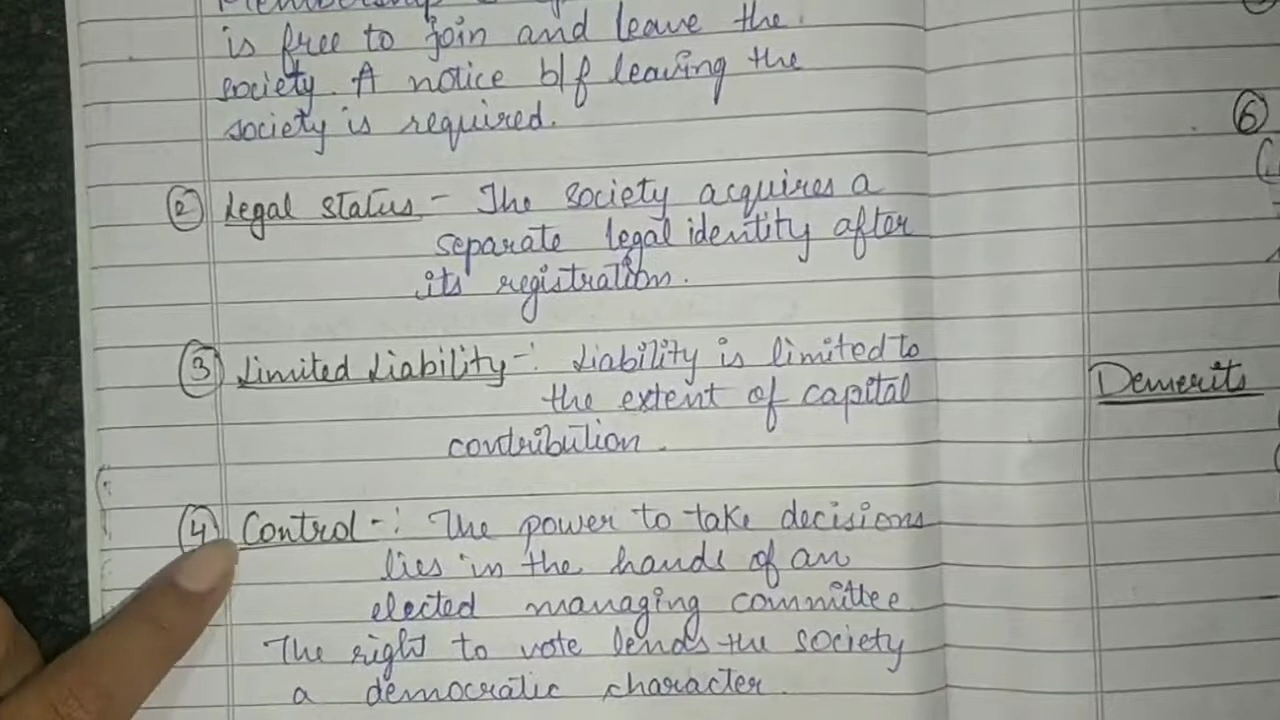 is free to join and leave the
society. A notice b/f leaving the
society is required.
② Legal status - The society acquires a
separate legal identity after
its registration.
③ Limited Liability -: Liability is limited to
the extent of capital
contribution.
④ Control -: The power to take decisions
lies in the hands of an
elected managing committee
The right to vote lends the society
a democratic character.
⑥
Demerits